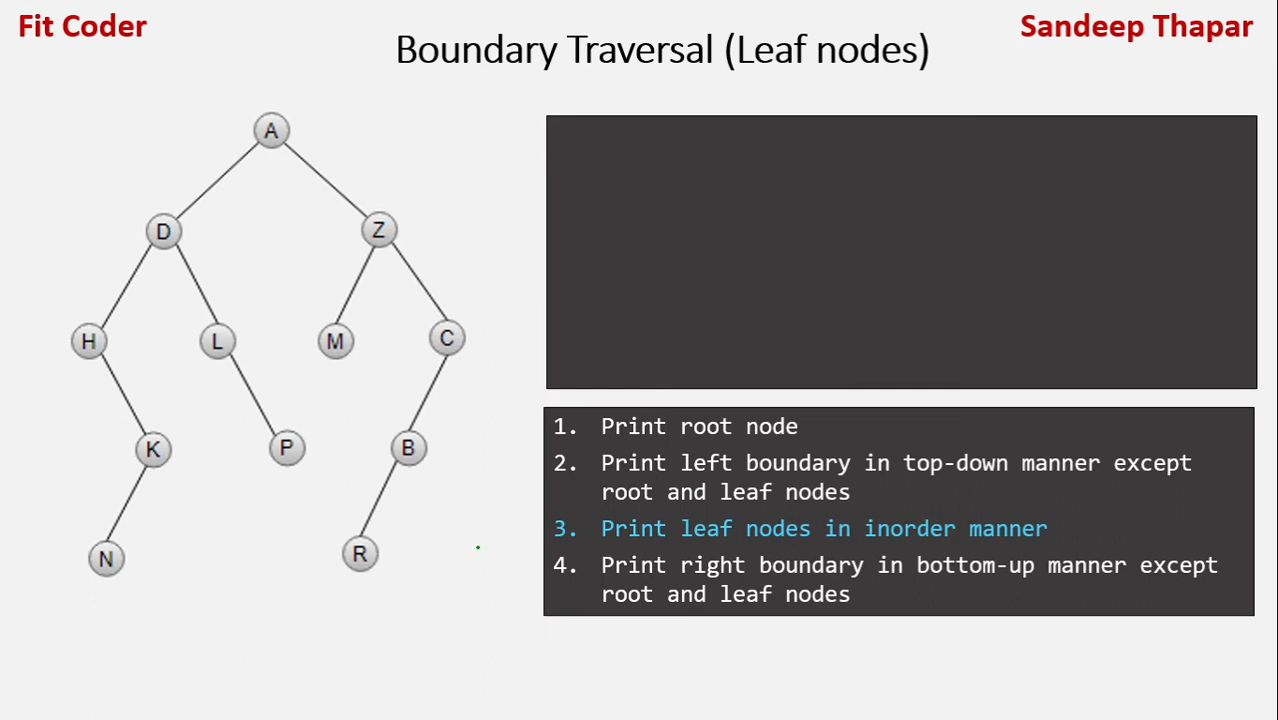 Fit Coder
Sandeep Thapar
Boundary Traversal (Leaf nodes)
A
D
Z
H
L
M
C
K
P
B
N
R
1. Print root node
2. Print left boundary in top-down manner except
root and leaf nodes
3. Print leaf nodes in inorder manner
4. Print right boundary in bottom-up manner except
root and leaf nodes